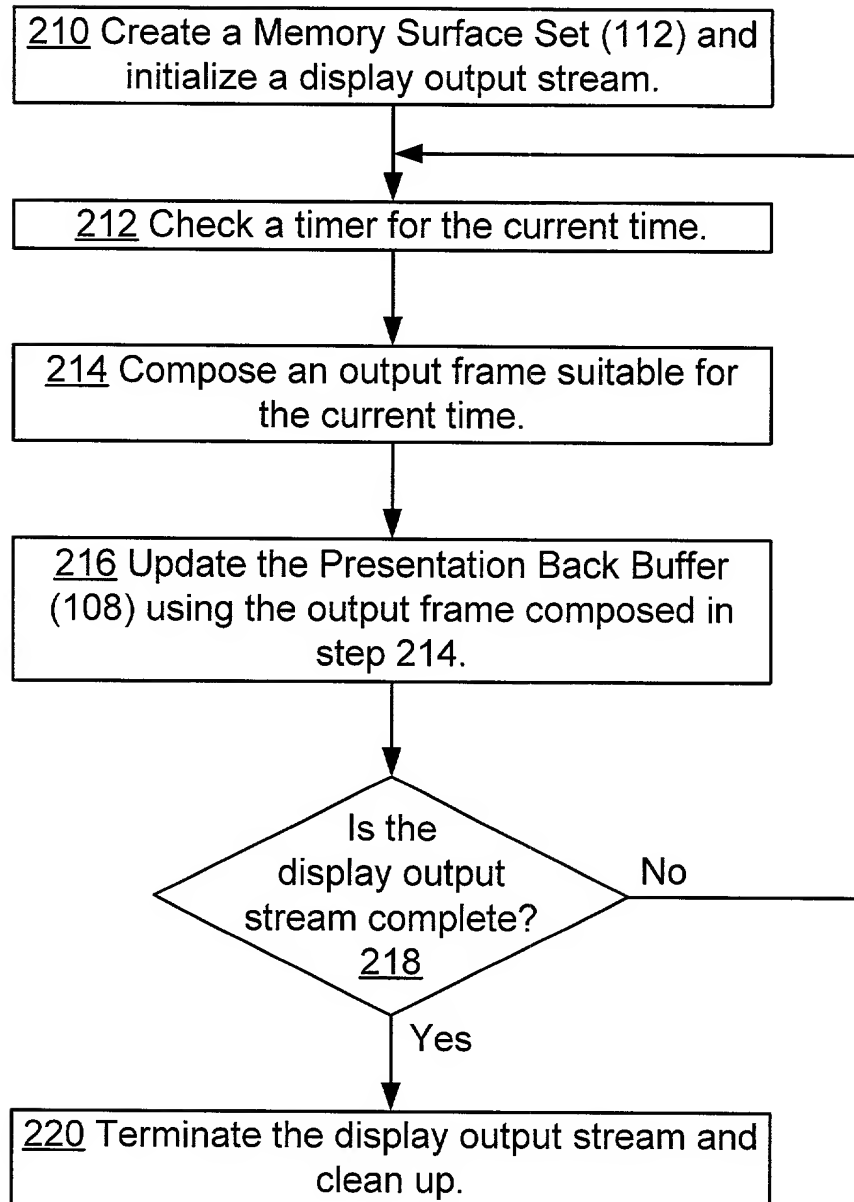 210 Create a Memory Surface Set (112) and
initialize a display output stream.
212 Check a timer for the current time.
214 Compose an output frame suitable for
the current time.
216 Update the Presentation Back Buffer
(108) using the output frame composed in
step 214.
Is the
display output
stream complete?
218
No
Yes
220 Terminate the display output stream and
clean up.